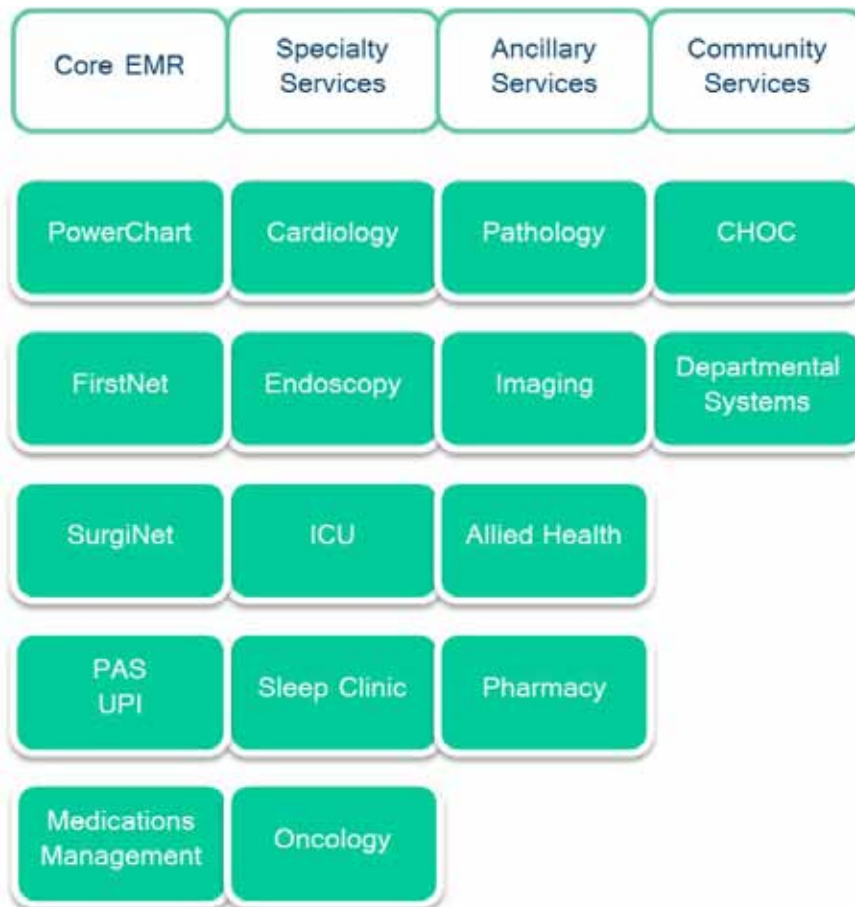 Core EMR
Specialty
Services
Ancillary
Services
Community
Services
PowerChart
Cardiology
Pathology
CHOC
FirstNet
Endoscopy
Imaging
Departmental
Systems
SurgiNet
ICU
Allied Health
PAS
UPI
Sleep Clinic
Pharmacy
Medications
Management
Oncology